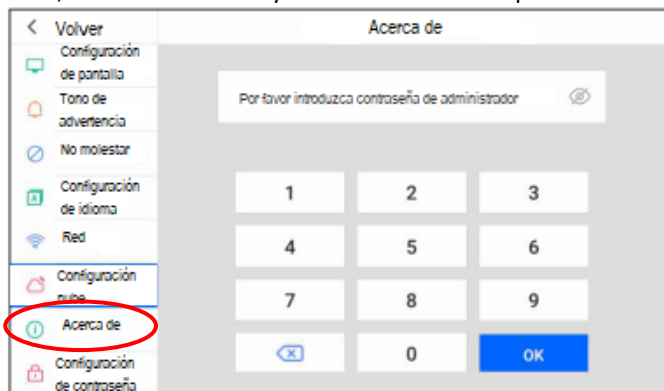 Volver
Acerca de
Configuración
de pantalla
Tono de
advertencia
No molestar
Configuración
de idioma
Red
Configuración
nube
Acerca de
Configuración
de contraseña
Por favor introduzca contraseña de administrador
1 2 3
4 5 6
7 8 9
0 OK